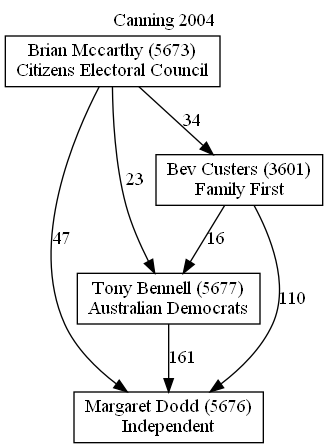 Canning 2004
Brian Mccarthy (5673)
Citizens Electoral Council
34
Bev Custers (3601)
Family First
23
47
16
110
Tony Bennell (5677)
Australian Democrats
161
Margaret Dodd (5676)
Independent